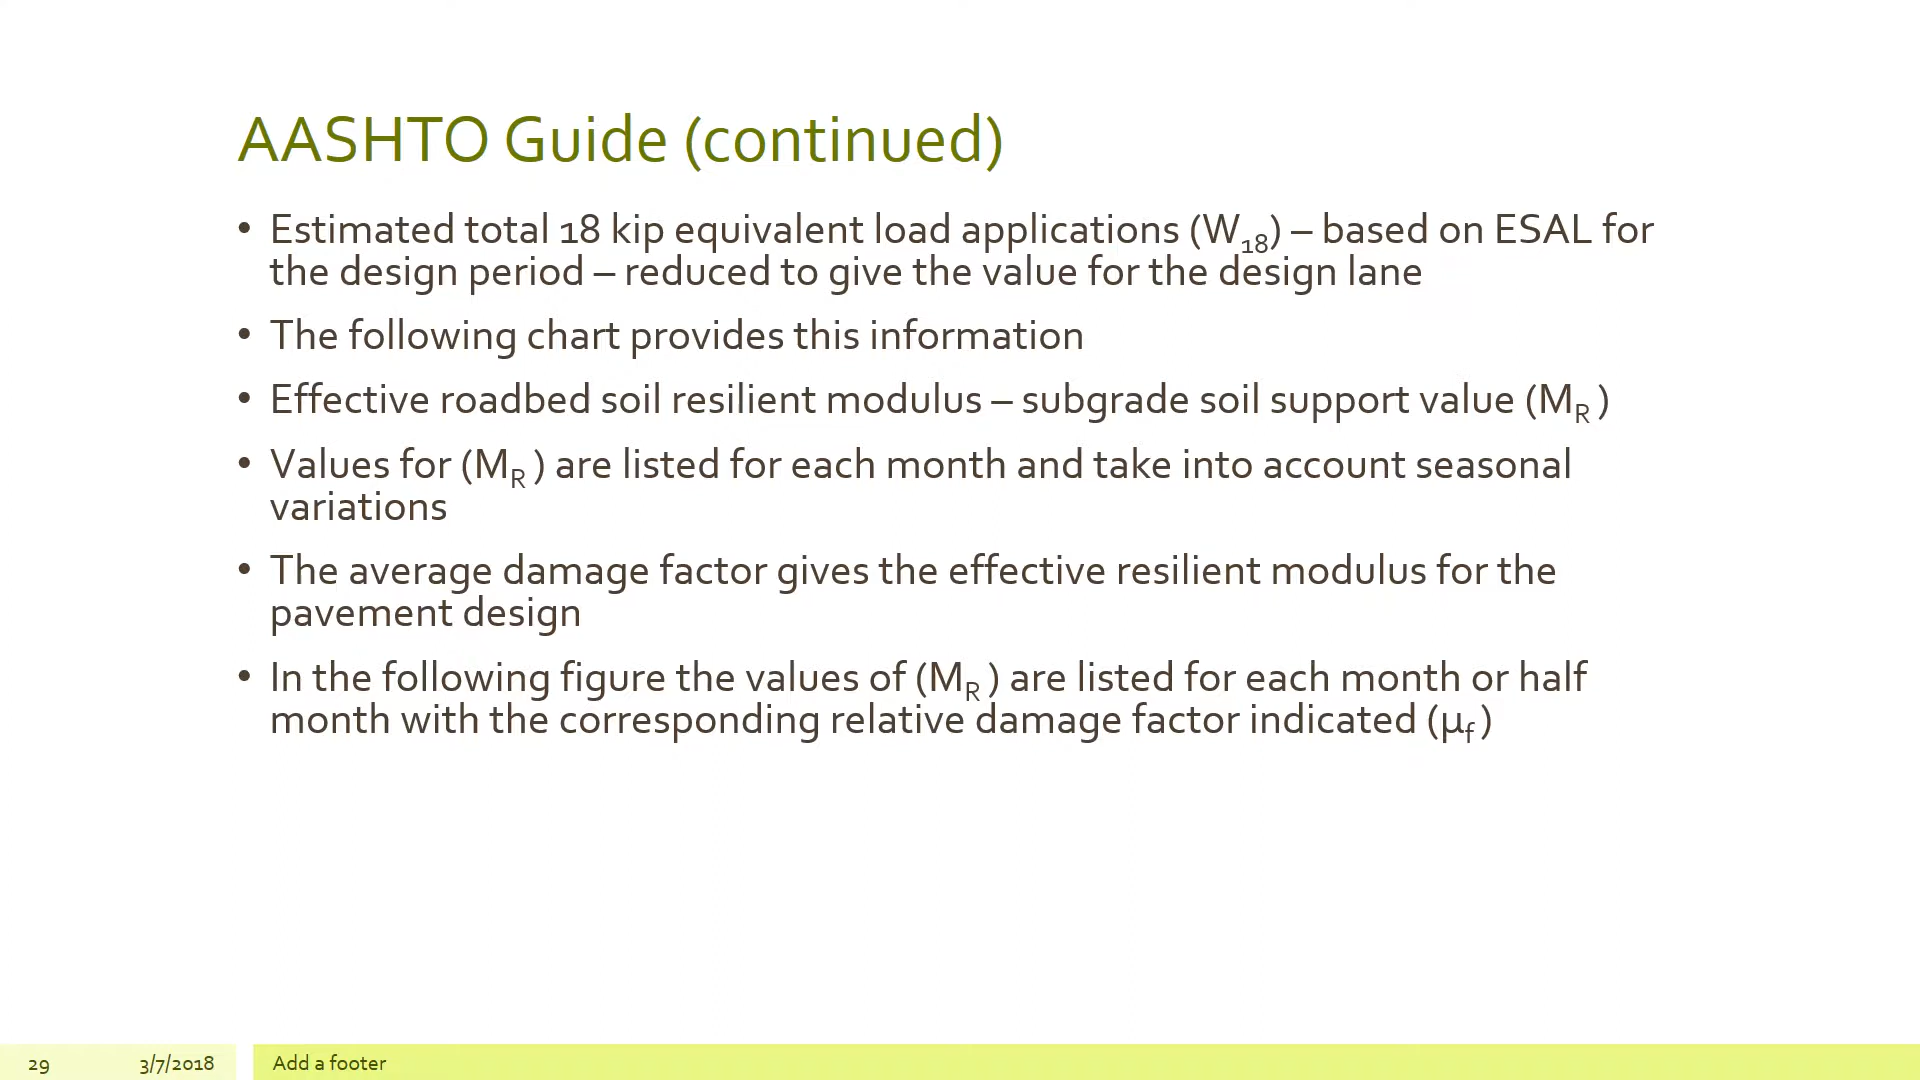 AASHTO Guide (continued)
• Estimated total 18 kip equivalent load applications (W18) – based on ESAL for
the design period – reduced to give the value for the design lane
• The following chart provides this information
• Effective roadbed soil resilient modulus – subgrade soil support value (MR )
• Values for (MR ) are listed for each month and take into account seasonal
variations
• The average damage factor gives the effective resilient modulus for the
pavement design
• In the following figure the values of (MR ) are listed for each month or half
month with the corresponding relative damage factor indicated (µf )
29 3/7/2018 Add a footer